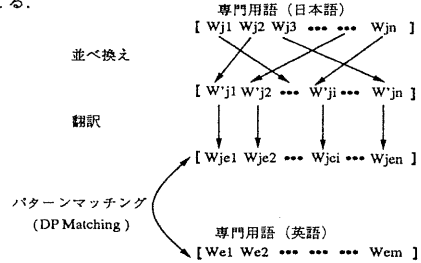 る.
専門用語（日本語）
[ Wj1 Wj2 Wj3 ••• ••• Wjn ]
並べ換え
[ W'j1 W'j2 ••• W'ji ••• W'jn ]
翻訳
[ Wje1 Wje2 ••• Wjci ••• Wjen ]
パターンマッチング
(DP Matching )
専門用語（英語）
[ We1 We2 ••• ••• ••• Wem ]